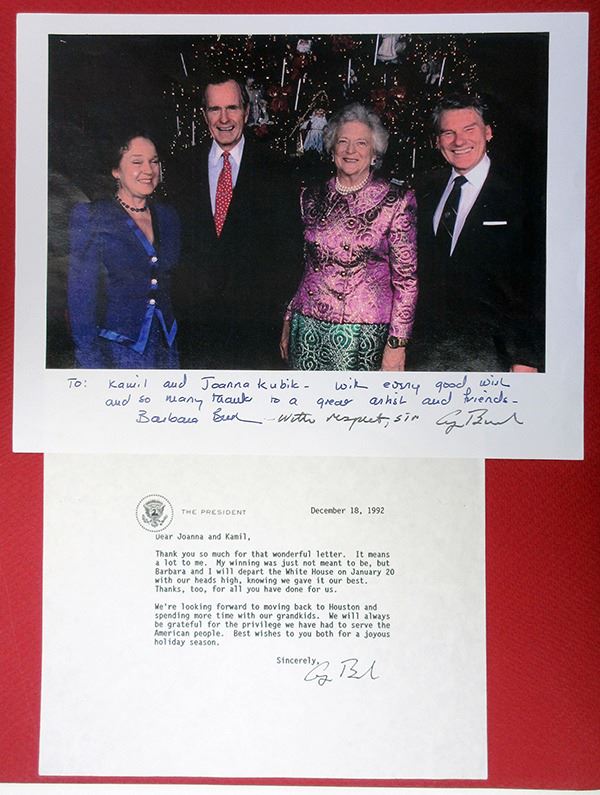 To: Kamil and Joanna Kubik - with every good wish
and so many thanks to a great artist and friends -
Barbara Bush - with respect, sir G Bush
THE PRESIDENT
December 18, 1992
Dear Joanna and Kamil,
Thank you so much for that wonderful letter. It means
a lot to me. My winning was just not meant to be, but
Barbara and I will depart the White House on January 20
with our heads high, knowing we gave it our best.
Thanks, too, for all you have done for us.
We're looking forward to moving back to Houston and
spending more time with our grandkids. We will always
be grateful for the privilege we have had to serve the
American people. Best wishes to you both for a joyous
holiday season.
Sincerely,
G Bush